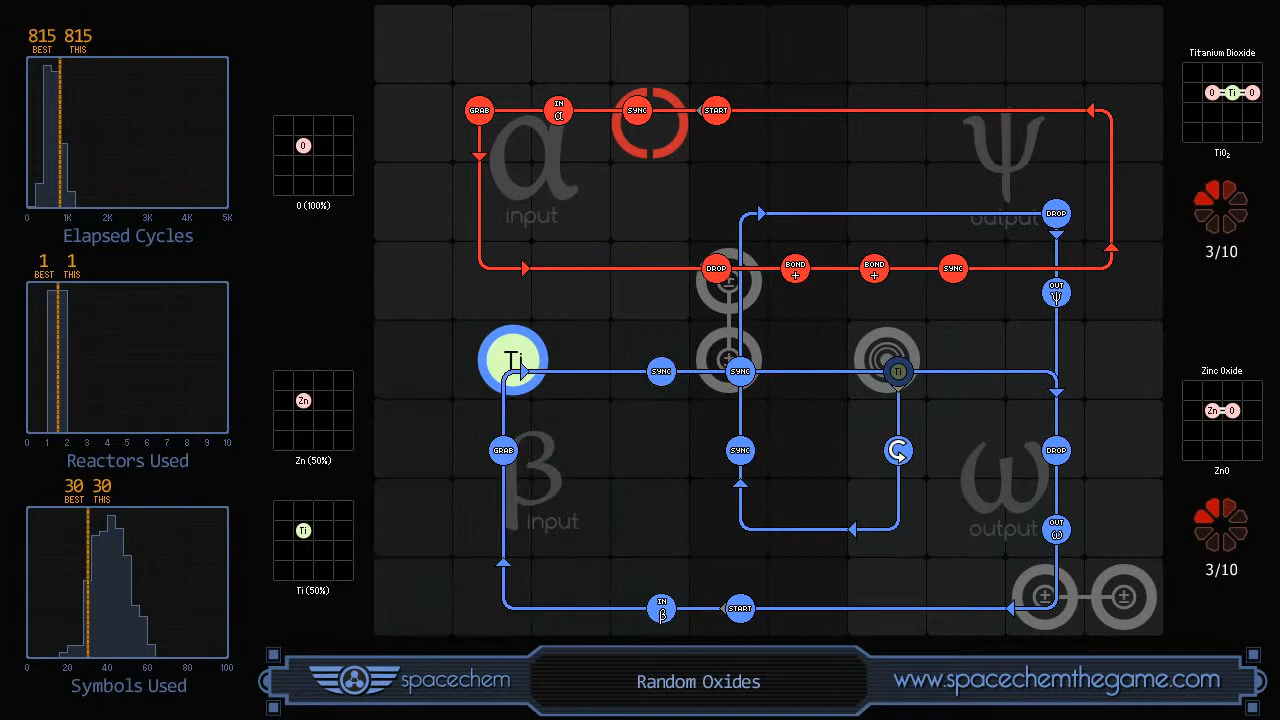 815 815
BEST THIS
0 1K 2K 3K 4K 5K
Elapsed Cycles
1 1
BEST THIS
1 2 3 4 5 6 7 8 9 10
Reactors Used
30 30
BEST THIS
0 20 40 60 80 100
Symbols Used
O
O(100%)
Zn
Zn(50%)
Ti
Ti(50%)
GRAB
IN
α
SYNC
START
α
input
ψ
output
DROP
DROP
BOND
+
BOND
+
SYNC
OUT
ψ
±
Ti
SYNC
SYNC
±
Ti
GRAB
SYNC
DROP
β
input
ω
output
OUT
ω
IN
β
START
±
±
Titanium Dioxide
O Ti O
TiO₂
3/10
Zinc Oxide
Zn O
ZnO
3/10
spacechem
Random Oxides
www.spacechemthegame.com